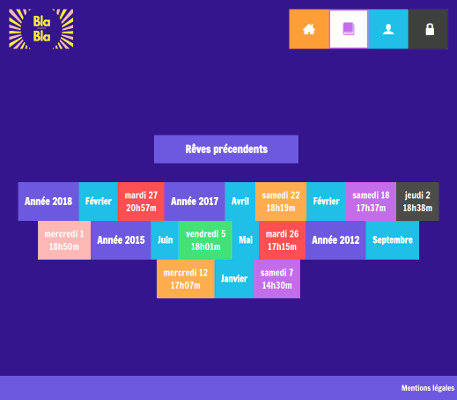 Bla
Bla
Rêves précendents
Année 2018
Février
mardi 27
20h57m
Année 2017
Avril
samedi 22
18h19m
Février
samedi 18
17h37m
jeudi 2
18h38m
mercredi 1
18h50m
Année 2015
Juin
vendredi 5
18h01m
Mai
mardi 26
17h15m
Année 2012
Septembre
mercredi 12
17h07m
Janvier
samedi 7
14h30m
Mentions légales